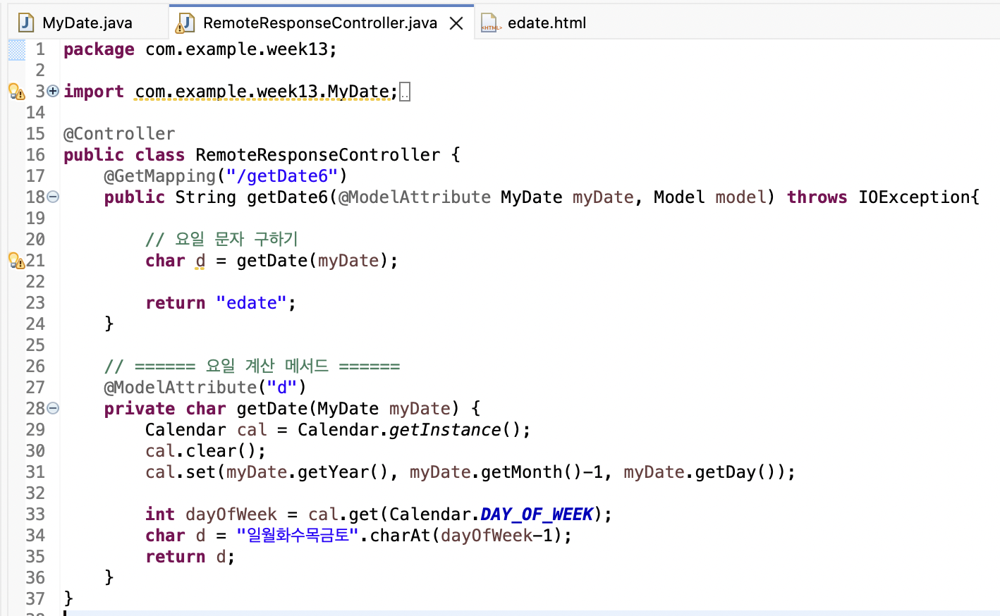 MyDate.java RemoteResponseController.java edate.html
1 package com.example.week13;
2
3 import com.example.week13.MyDate;
14
15 @Controller
16 public class RemoteResponseController {
17 @GetMapping("/getDate6")
18 public String getDate6(@ModelAttribute MyDate myDate, Model model) throws IOException{
19
20 // 요일 문자 구하기
21 char d = getDate(myDate);
22
23 return "edate";
24 }
25
26 // ====== 요일 계산 메서드 ======
27 @ModelAttribute("d")
28 private char getDate(MyDate myDate) {
29 Calendar cal = Calendar.getInstance();
30 cal.clear();
31 cal.set(myDate.getYear(), myDate.getMonth()-1, myDate.getDay());
32
33 int dayOfWeek = cal.get(Calendar.DAY_OF_WEEK);
34 char d = "일월화수목금토".charAt(dayOfWeek-1);
35 return d;
36 }
37 }